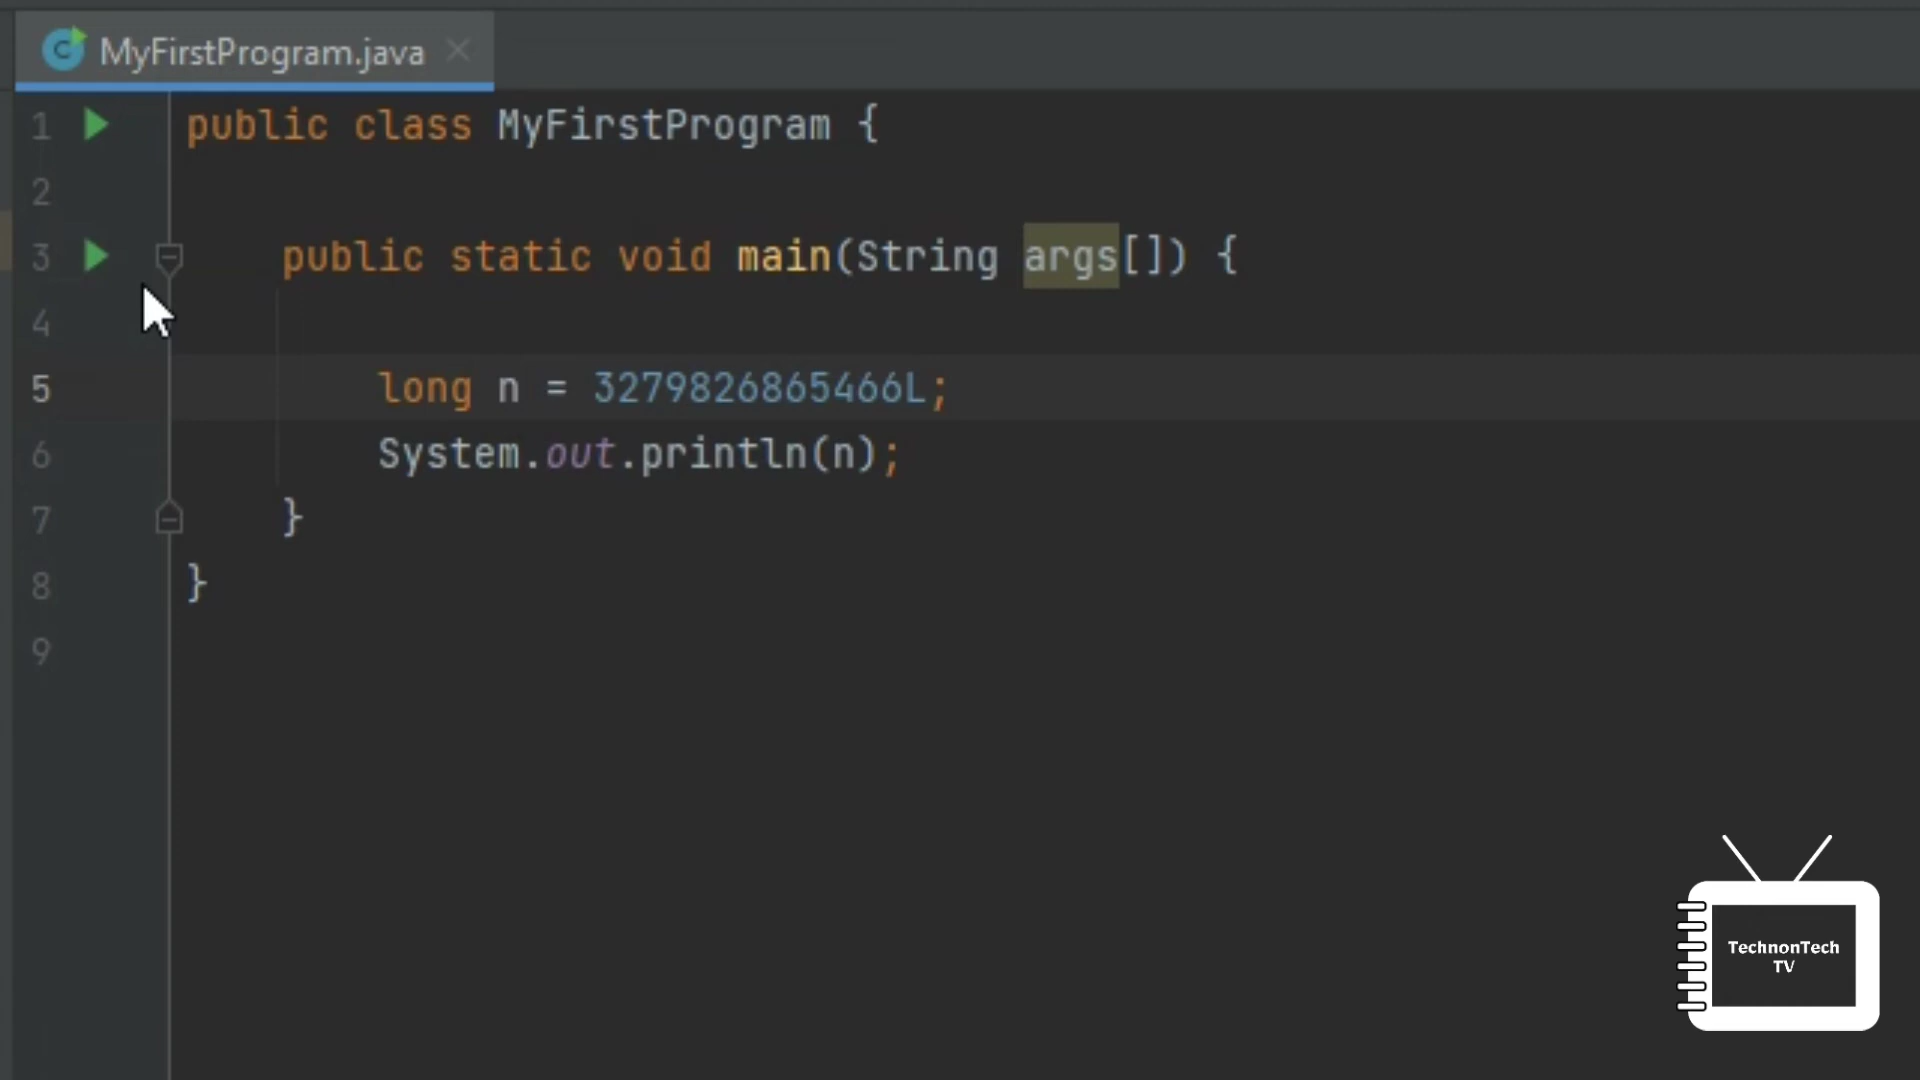 MyFirstProgram.java
1 public class MyFirstProgram {
2
3 public static void main(String args[]) {
4
5 long n = 3279826865466L;
6 System.out.println(n);
7 }
8 }
9
TechnonTech
TV